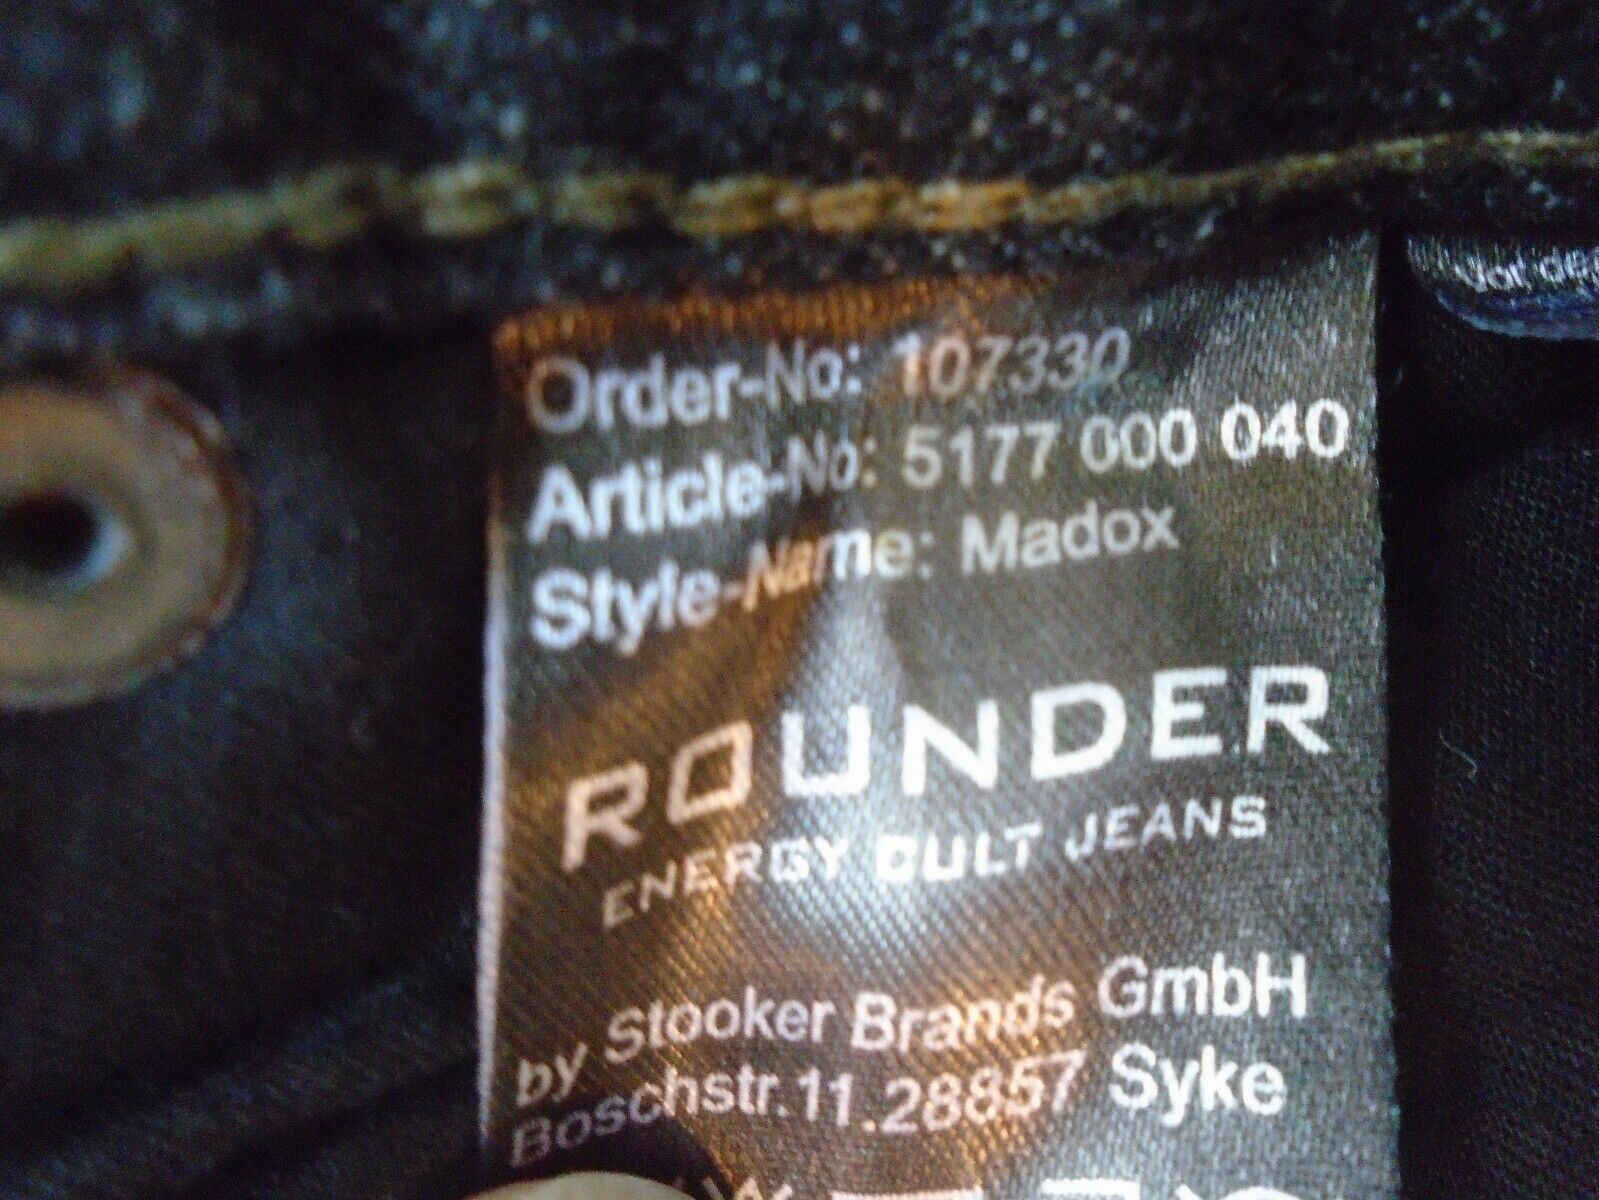 Order-No: 107330
Article-No: 5177 000 040
Style-Name: Madox
ROUNDER
ENERGY CULT JEANS
by Stooker Brands GmbH
Boschstr.11.28857 Syke